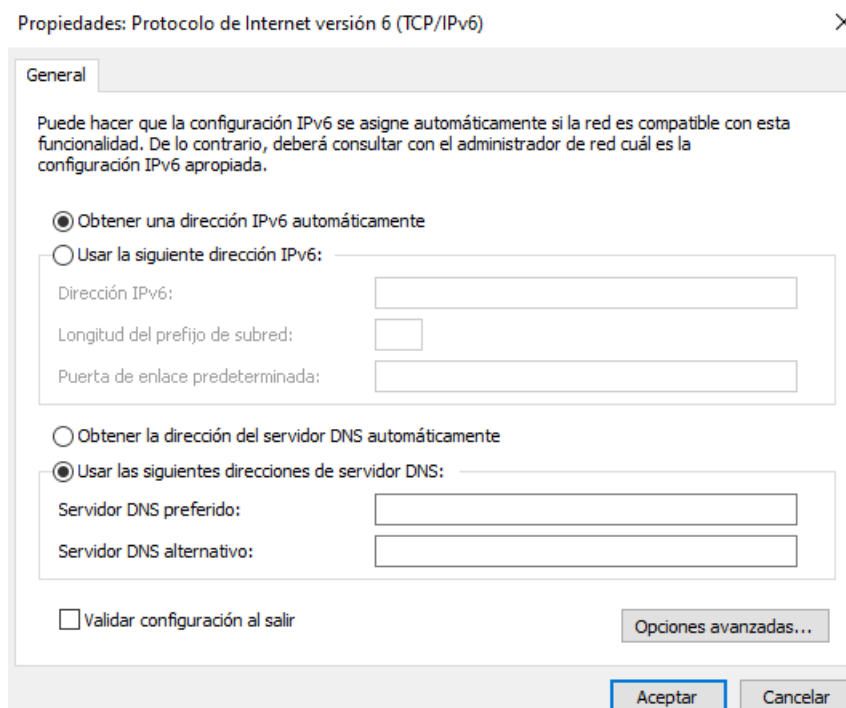 Propiedades: Protocolo de Internet versión 6 (TCP/IPv6)
General
Puede hacer que la configuración IPv6 se asigne automáticamente si la red es compatible con esta
funcionalidad. De lo contrario, deberá consultar con el administrador de red cuál es la
configuración IPv6 apropiada.
Obtener una dirección IPv6 automáticamente
Usar la siguiente dirección IPv6:
Dirección IPv6:
Longitud del prefijo de subred:
Puerta de enlace predeterminada:
Obtener la dirección del servidor DNS automáticamente
Usar las siguientes direcciones de servidor DNS:
Servidor DNS preferido:
Servidor DNS alternativo:
Validar configuración al salir
Opciones avanzadas...
Aceptar
Cancelar